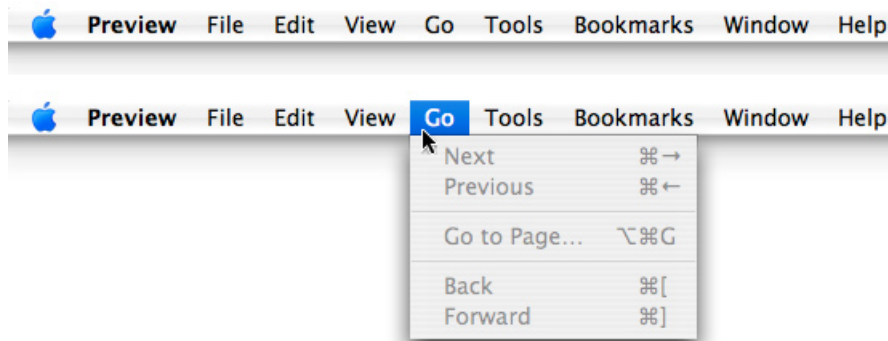 Preview File Edit View Go Tools Bookmarks Window Help
Preview File Edit View Go Tools Bookmarks Window Help
Next ⌘→
Previous ⌘←
Go to Page... ⌥⌘G
Back ⌘[
Forward ⌘]